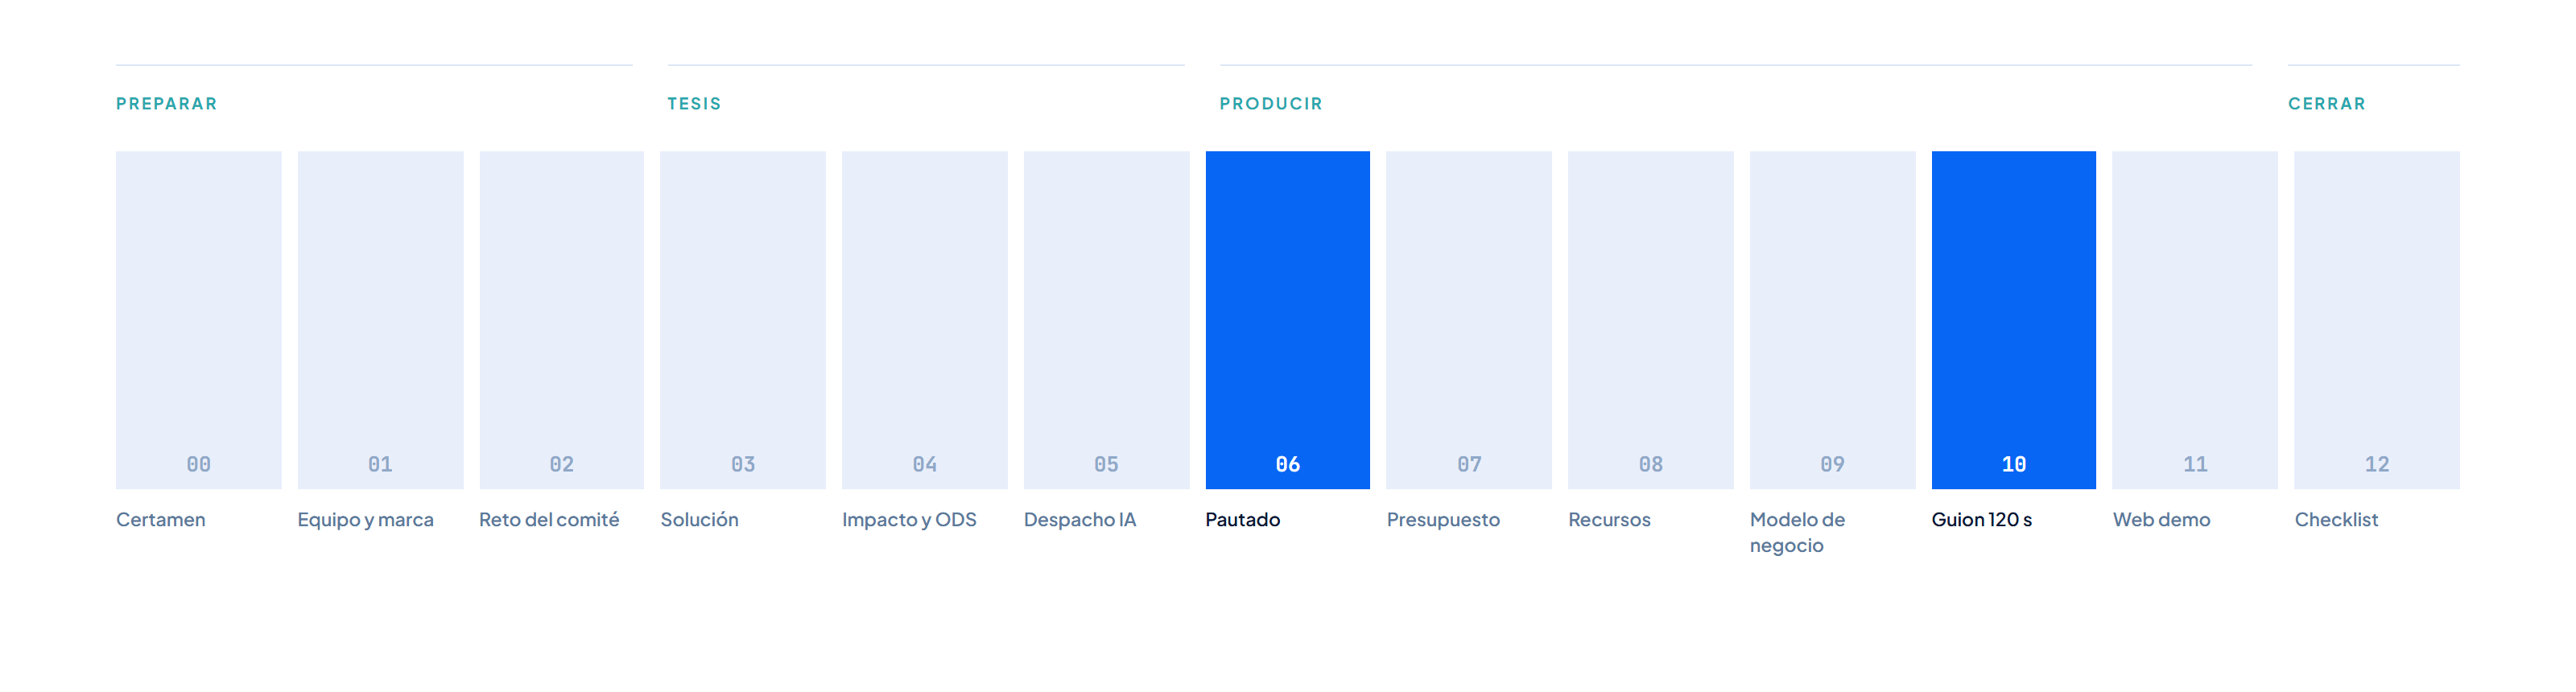 PREPARAR
TESIS
PRODUCIR
CERRAR
00
01
02
03
04
05
06
07
08
09
10
11
12
Certamen
Equipo y marca
Reto del comité
Solución
Impacto y ODS
Despacho IA
Pautado
Presupuesto
Recursos
Modelo de
negocio
Guion 120 s
Web demo
Checklist